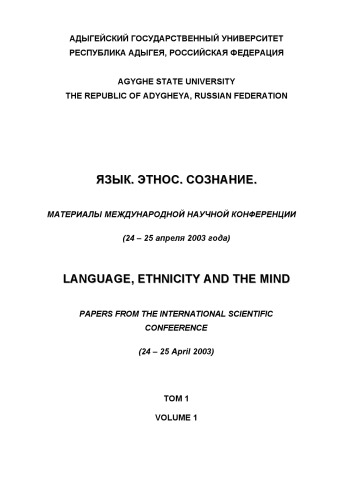 АДЫГЕЙСКИЙ ГОСУДАРСТВЕННЫЙ УНИВЕРСИТЕТ
РЕСПУБЛИКА АДЫГЕЯ, РОССИЙСКАЯ ФЕДЕРАЦИЯ
AGYGHE STATE UNIVERSITY
THE REPUBLIC OF ADYGHEYA, RUSSIAN FEDERATION
ЯЗЫК. ЭТНОС. СОЗНАНИЕ.
МАТЕРИАЛЫ МЕЖДУНАРОДНОЙ НАУЧНОЙ КОНФЕРЕНЦИИ
(24 – 25 апреля 2003 года)
LANGUAGE, ETHNICITY AND THE MIND
PAPERS FROM THE INTERNATIONAL SCIENTIFIC
CONFEERENCE
(24 – 25 April 2003)
ТОМ 1
VOLUME 1